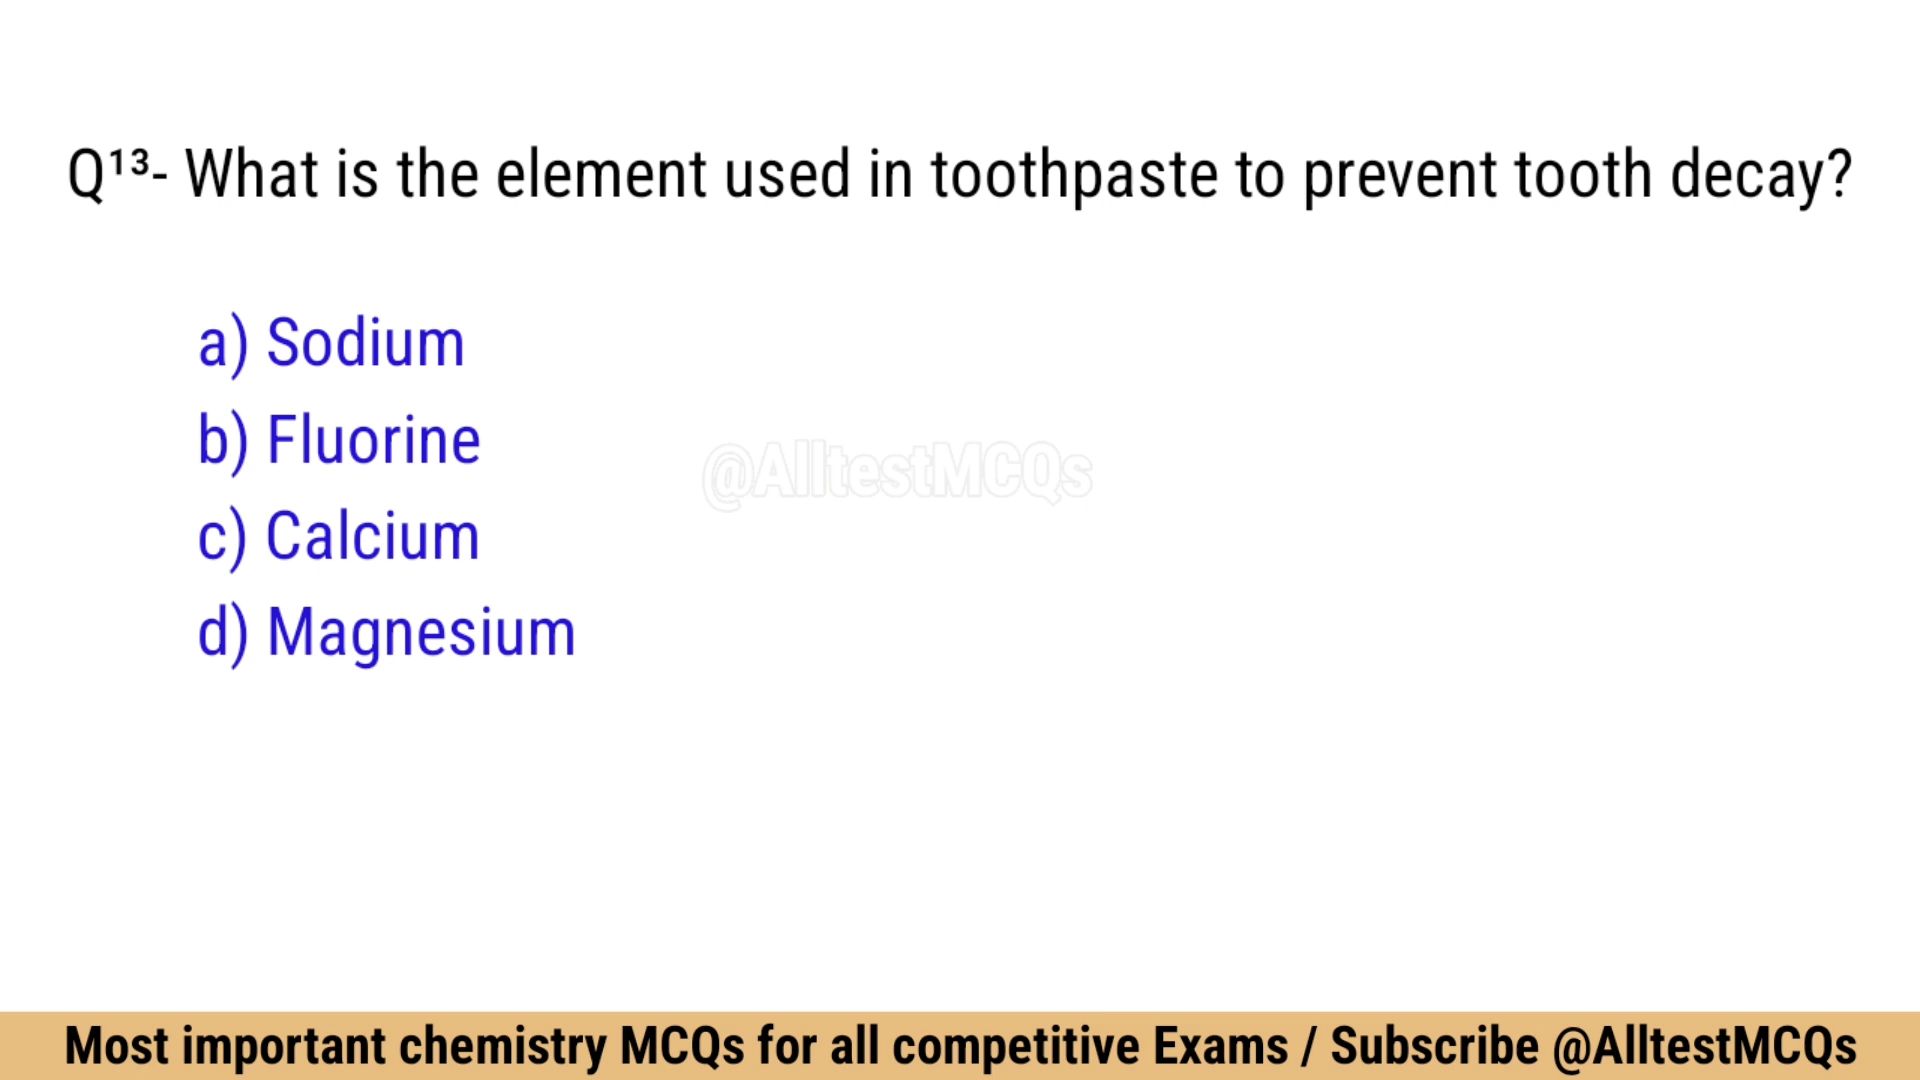 Q¹³- What is the element used in toothpaste to prevent tooth decay?
a) Sodium
b) Fluorine
@AlltestMCQs
c) Calcium
d) Magnesium
Most important chemistry MCQs for all competitive Exams / Subscribe @AlltestMCQs